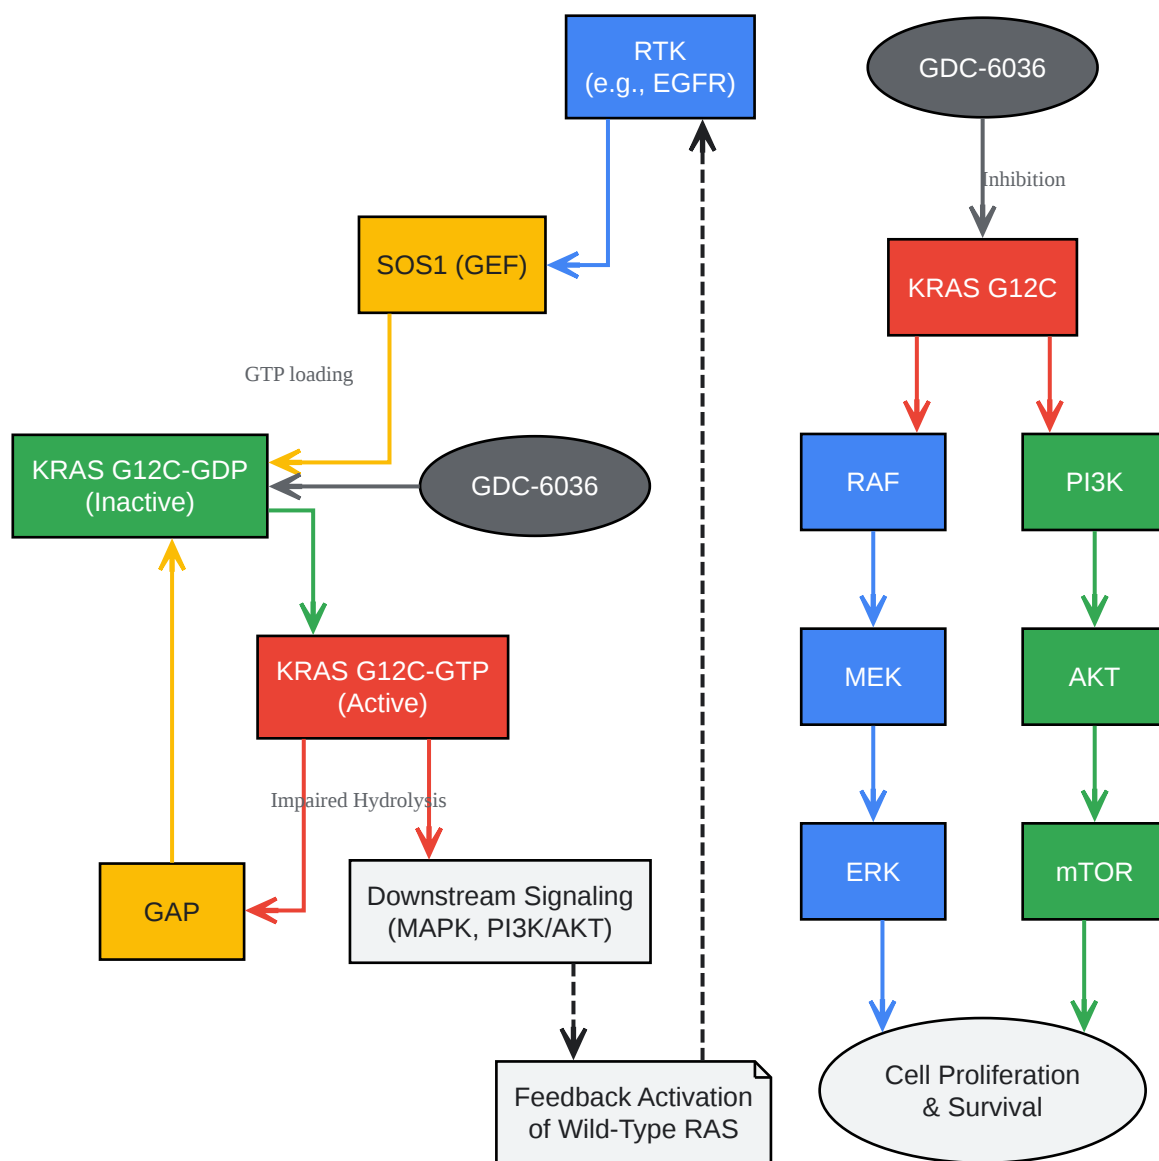 RTK
(e.g., EGFR)
SOS1 (GEF)
GTP loading
KRAS G12C-GDP
(Inactive)
GDC-6036
KRAS G12C-GTP
(Active)
Impaired Hydrolysis
GAP
Downstream Signaling
(MAPK, PI3K/AKT)
Feedback Activation
of Wild-Type RAS
GDC-6036
Inhibition
KRAS G12C
RAF
PI3K
MEK
AKT
ERK
mTOR
Cell Proliferation
& Survival